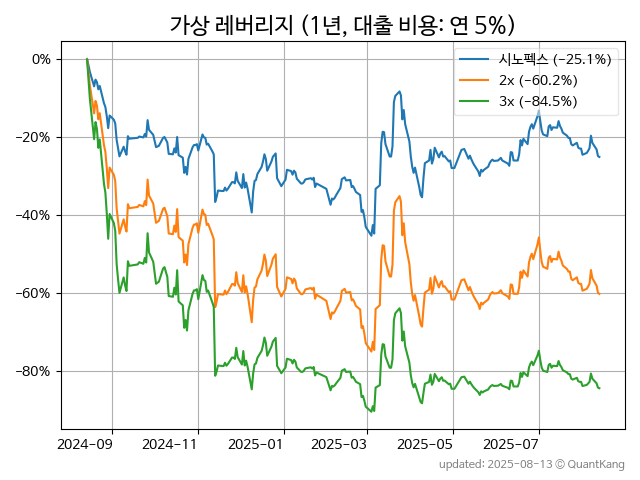 가상 레버리지 (1년, 대출 비용: 연 5%)
시노펙스 (−25.1%)
2x (−60.2%)
3x (−84.5%)
0%
−20%
−40%
−60%
−80%
2024-09 2024-11 2025-01 2025-03 2025-05 2025-07
updated: 2025-08-13 © QuantKang